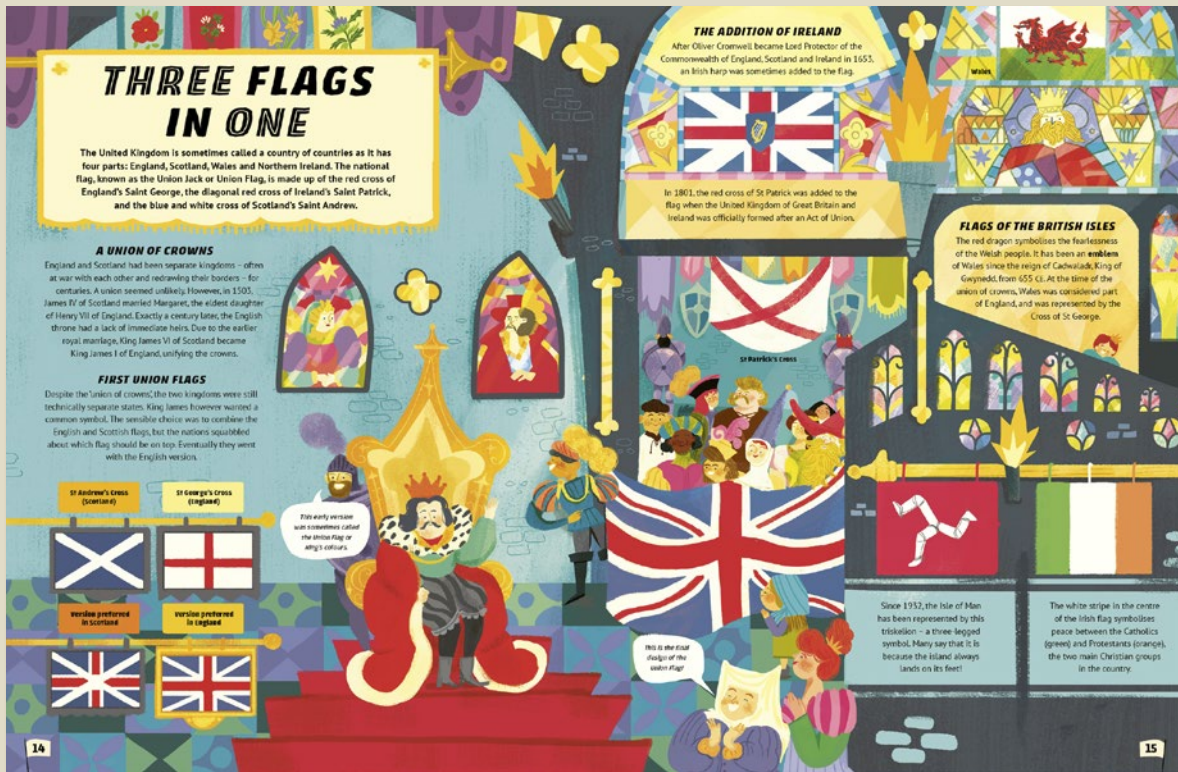 THREE FLAGS
IN ONE
The United Kingdom is sometimes called a country of countries as it has
four parts: England, Scotland, Wales and Northern Ireland. The national
flag, known as the Union Jack or Union Flag, is made up of the red cross of
England's Saint George, the diagonal red cross of Ireland's Saint Patrick,
and the blue and white cross of Scotland's Saint Andrew.
A UNION OF CROWNS
England and Scotland had been separate kingdoms – often
at war with each other and redrawing their borders – for
centuries. A union seemed unlikely. However, in 1503,
James IV of Scotland married Margaret, the eldest daughter
of Henry VII of England. Exactly a century later, the English
throne had a lack of immediate heirs. Due to the earlier
royal marriage, King James VI of Scotland became
King James I of England, unifying the crowns.
FIRST UNION FLAGS
Despite the 'union of crowns', the two kingdoms were still
technically separate states. King James however wanted a
common symbol. The sensible choice was to combine the
English and Scottish flags, but the nations squabbled
about which flag should be on top. Eventually they went
with the English version.
St Andrew's Cross
(Scotland)
St George's Cross
(England)
Version preferred
in Scotland
Version preferred
in England
This early version
was sometimes called
the Union Flag or
king's colours.
14
THE ADDITION OF IRELAND
After Oliver Cromwell became Lord Protector of the
Commonwealth of England, Scotland and Ireland in 1653,
an Irish harp was sometimes added to the flag.
In 1801, the red cross of St Patrick was added to the
flag when the United Kingdom of Great Britain and
Ireland was officially formed after an Act of Union.
St Patrick's Cross
This is the final
design of the
Union Flag!
Wales
FLAGS OF THE BRITISH ISLES
The red dragon symbolises the fearlessness
of the Welsh people. It has been an emblem
of Wales since the reign of Cadwaladr, King of
Gwynedd, from 655 CE. At the time of the
union of crowns, Wales was considered part
of England, and was represented by the
Cross of St George.
Since 1932, the Isle of Man
has been represented by this
triskelion – a three-legged
symbol. Many say that it is
because the island always
lands on its feet!
The white stripe in the centre
of the Irish flag symbolises
peace between the Catholics
(green) and Protestants (orange),
the two main Christian groups
in the country.
15